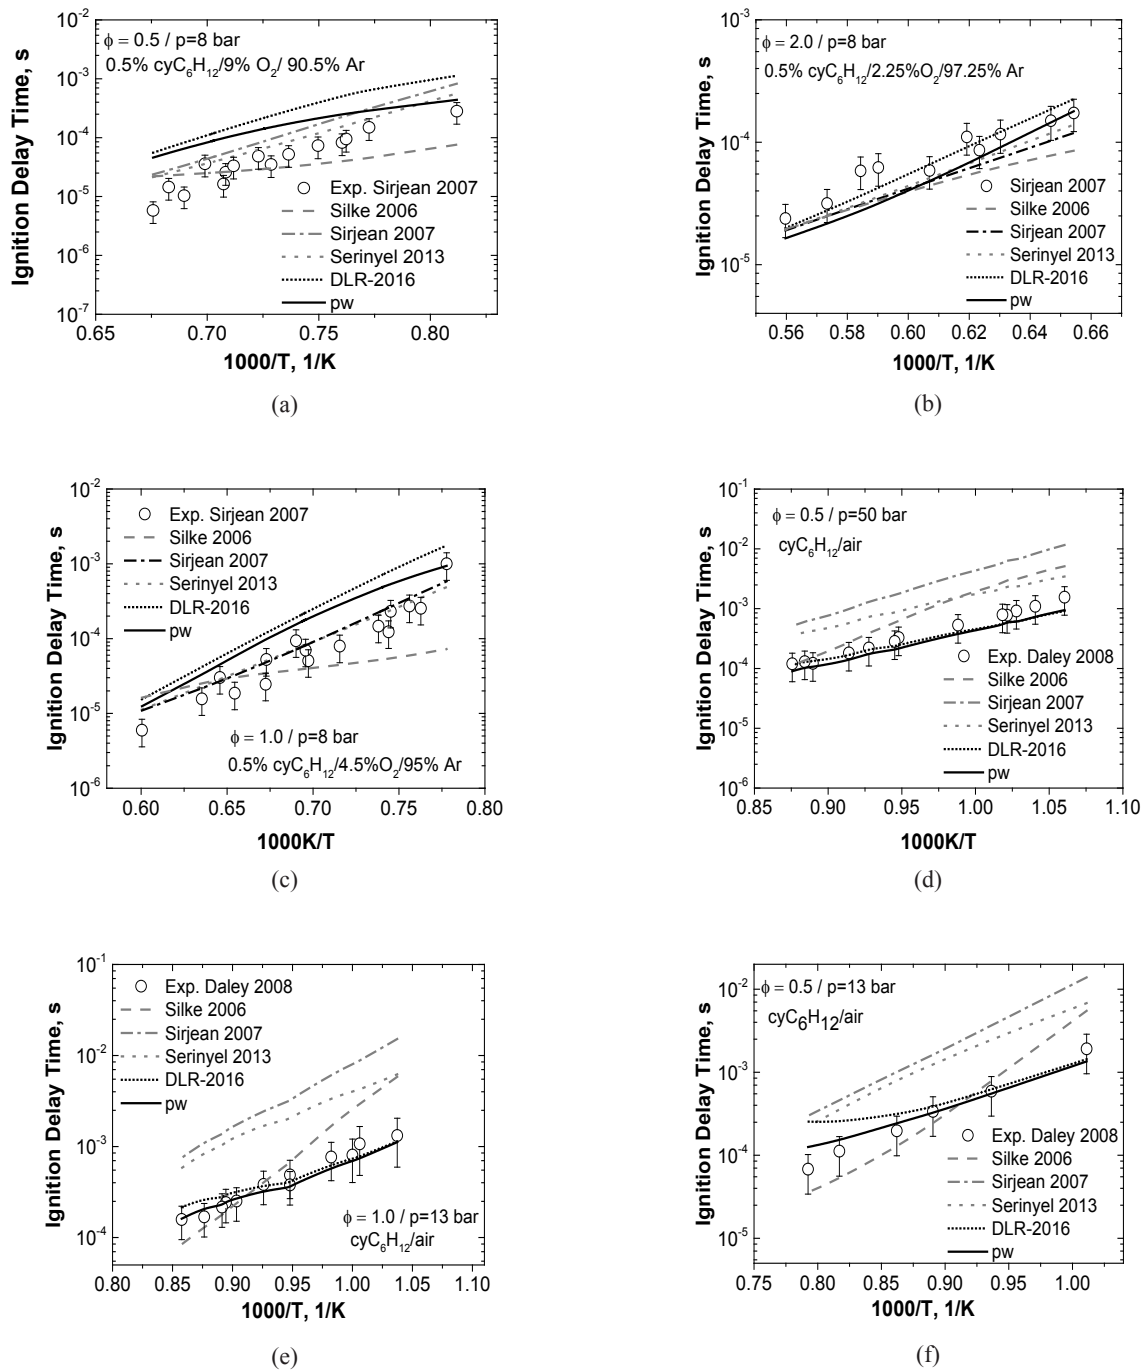 Ignition Delay Time, s
10⁻²
10⁻³
10⁻⁴
10⁻⁵
10⁻⁶
10⁻⁷
ϕ = 0.5 / p=8 bar
0.5% cyC₆H₁₂/9% O₂/ 90.5% Ar
Exp. Sirjean 2007
Silke 2006
Sirjean 2007
Serinyel 2013
DLR-2016
pw
0.65 0.70 0.75 0.80
1000/T, 1/K
(a)
Ignition Delay Time, s
10⁻³
10⁻⁴
10⁻⁵
ϕ = 2.0 / p=8 bar
0.5% cyC₆H₁₂/2.25%O₂/97.25% Ar
Sirjean 2007
Silke 2006
Sirjean 2007
Serinyel 2013
DLR-2016
pw
0.56 0.58 0.60 0.62 0.64 0.66
1000/T, 1/K
(b)
Ignition Delay Time, s
10⁻²
10⁻³
10⁻⁴
10⁻⁵
10⁻⁶
Exp. Sirjean 2007
Silke 2006
Sirjean 2007
Serinyel 2013
DLR-2016
pw
ϕ = 1.0 / p=8 bar
0.5% cyC₆H₁₂/4.5%O₂/95% Ar
0.60 0.65 0.70 0.75 0.80
1000K/T
(c)
Ignition Delay Time, s
10⁻¹
10⁻²
10⁻³
10⁻⁴
10⁻⁵
10⁻⁶
ϕ = 0.5 / p=50 bar
cyC₆H₁₂/air
Exp. Daley 2008
Silke 2006
Sirjean 2007
Serinyel 2013
DLR-2016
pw
0.85 0.90 0.95 1.00 1.05 1.10
1000K/T
(d)
Ignition Delay Time, s
10⁻¹
10⁻²
10⁻³
10⁻⁴
Exp. Daley 2008
Silke 2006
Sirjean 2007
Serinyel 2013
DLR-2016
pw
ϕ = 1.0 / p=13 bar
cyC₆H₁₂/air
0.80 0.85 0.90 0.95 1.00 1.05 1.10
1000/T, 1/K
(e)
Ignition Delay Time, s
10⁻²
10⁻³
10⁻⁴
10⁻⁵
ϕ = 0.5 / p=13 bar
cyC₆H₁₂/air
Exp. Daley 2008
Silke 2006
Sirjean 2007
Serinyel 2013
DLR-2016
pw
0.75 0.80 0.85 0.90 0.95 1.00
1000/T, 1/K
(f)